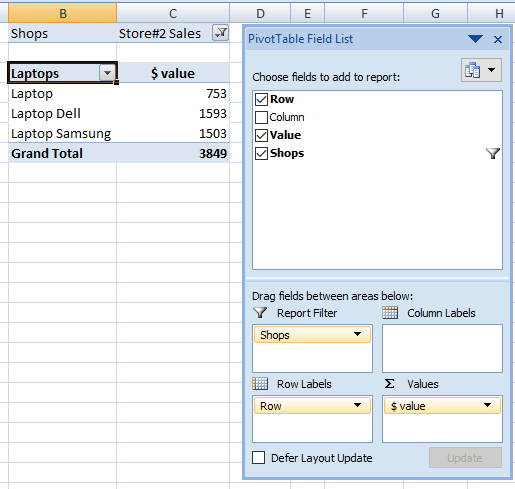 B C D E F G H
Shops Store#2 Sales
Laptops $ value
Laptop 753
Laptop Dell 1593
Laptop Samsung 1503
Grand Total 3849
PivotTable Field List
Choose fields to add to report:
Row
Column
Value
Shops
Drag fields between areas below:
Report Filter Column Labels
Shops
Row Labels Σ Values
Row $ value
Defer Layout Update Update